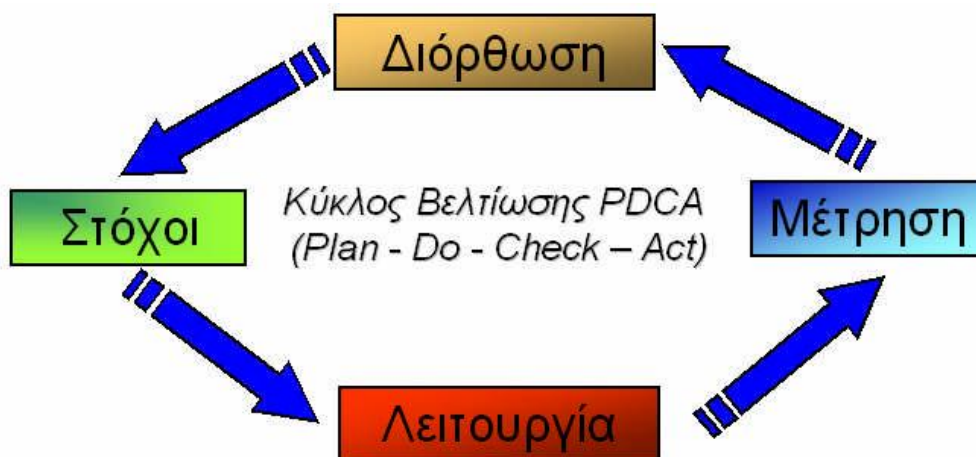 Διόρθωση
Στόχοι
Κύκλος Βελτίωσης PDCA
(Plan - Do - Check – Act)
Μέτρηση
Λειτουργία